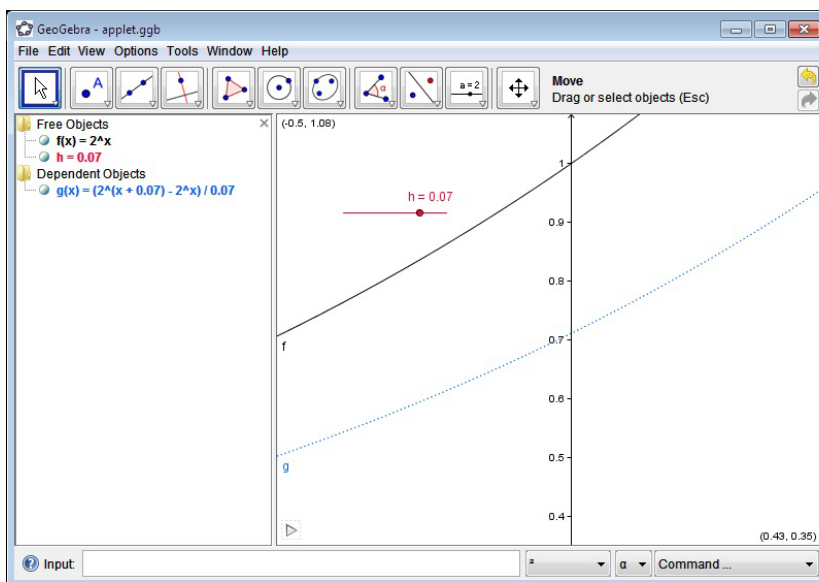 GeoGebra - applet.ggb
File Edit View Options Tools Window Help
A
α
a = 2
Move
Drag or select objects (Esc)
Free Objects
f(x) = 2^x
h = 0.07
Dependent Objects
g(x) = (2^(x + 0.07) - 2^x) / 0.07
(-0.5, 1.08)
h = 0.07
1
0.9
0.8
0.7
0.6
0.5
0.4
f
g
(0.43, 0.35)
Input:
²
α
Command ...